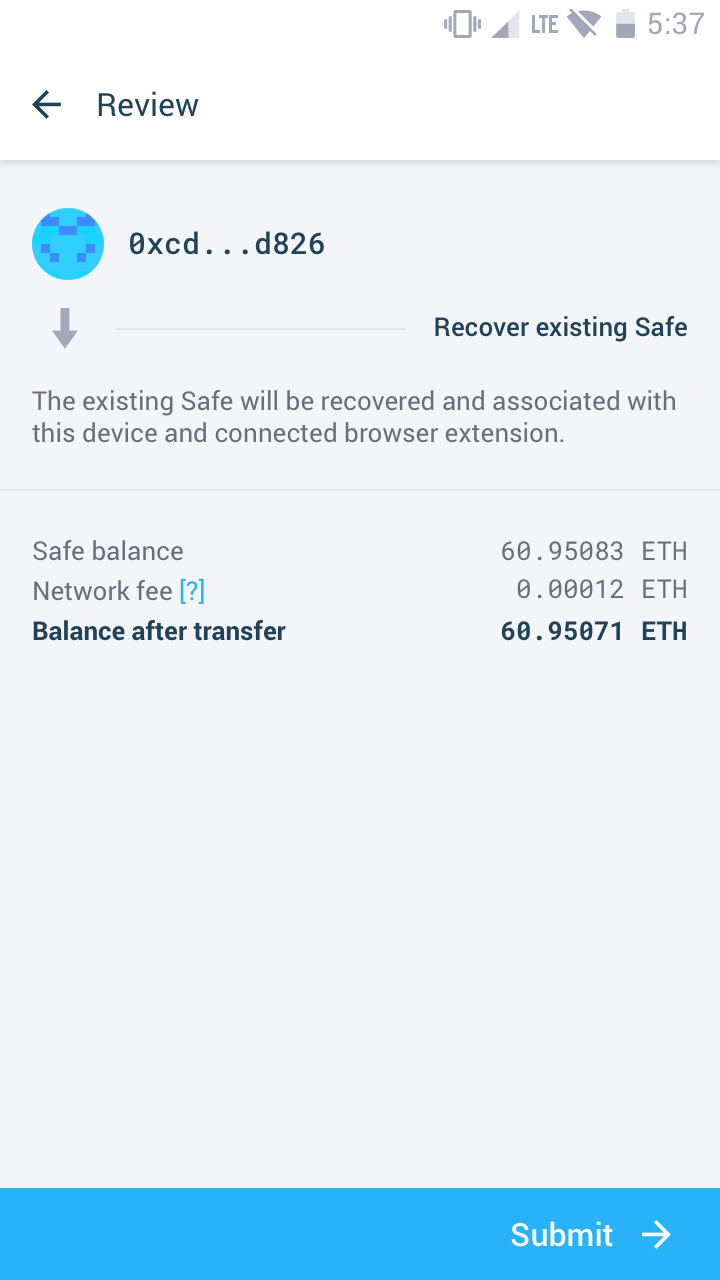 LTE 5:37
Review
0xcd...d826
Recover existing Safe
The existing Safe will be recovered and associated with
this device and connected browser extension.
Safe balance 60.95083 ETH
Network fee [?] 0.00012 ETH
Balance after transfer 60.95071 ETH
Submit